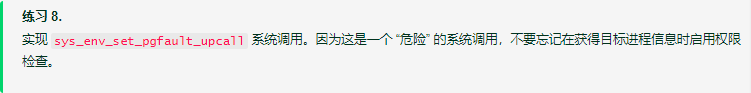 练习 8.
实现 sys_env_set_pgfault_upcall 系统调用。因为这是一个 “危险” 的系统调用，不要忘记在获得目标进程信息时启用权限
检查。